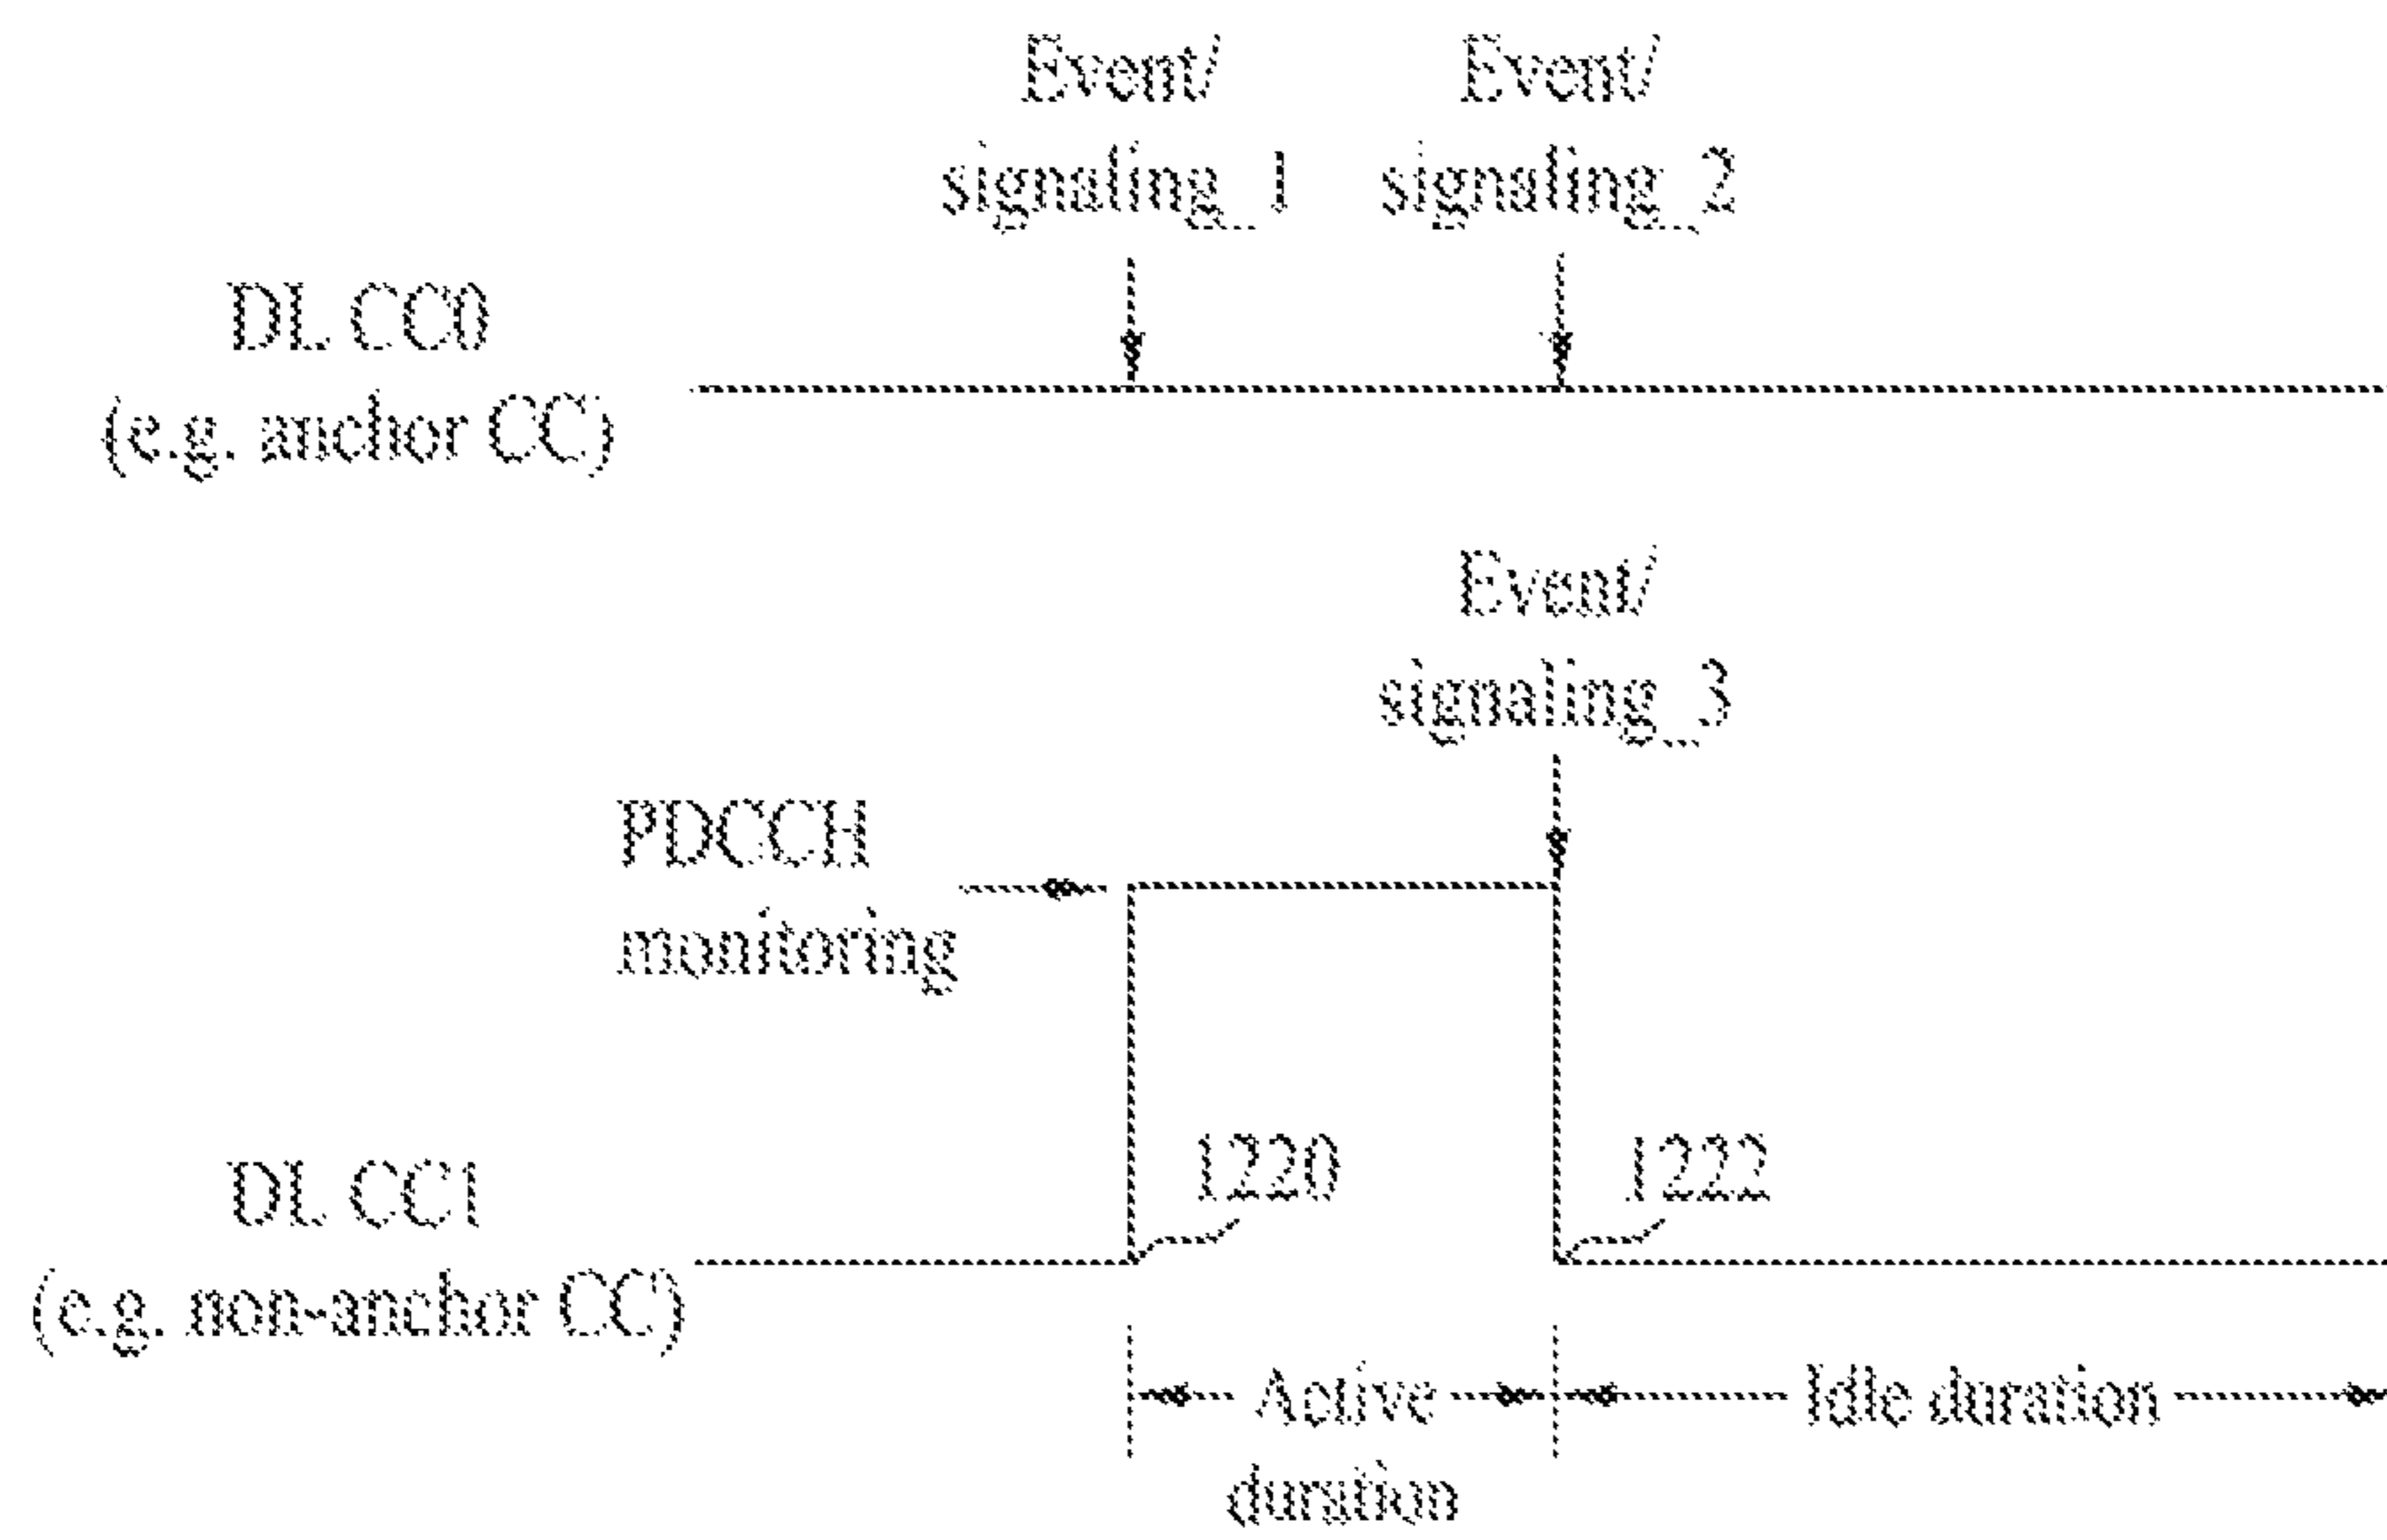 Event/
signaling_1
Event/
signaling_2
DL CC0
(e.g. anchor CC)
Event/
signaling_3
PDCCH
monitoring
1220
1222
DL CC1
(e.g. non-anchor CC)
Active
duration
Idle duration